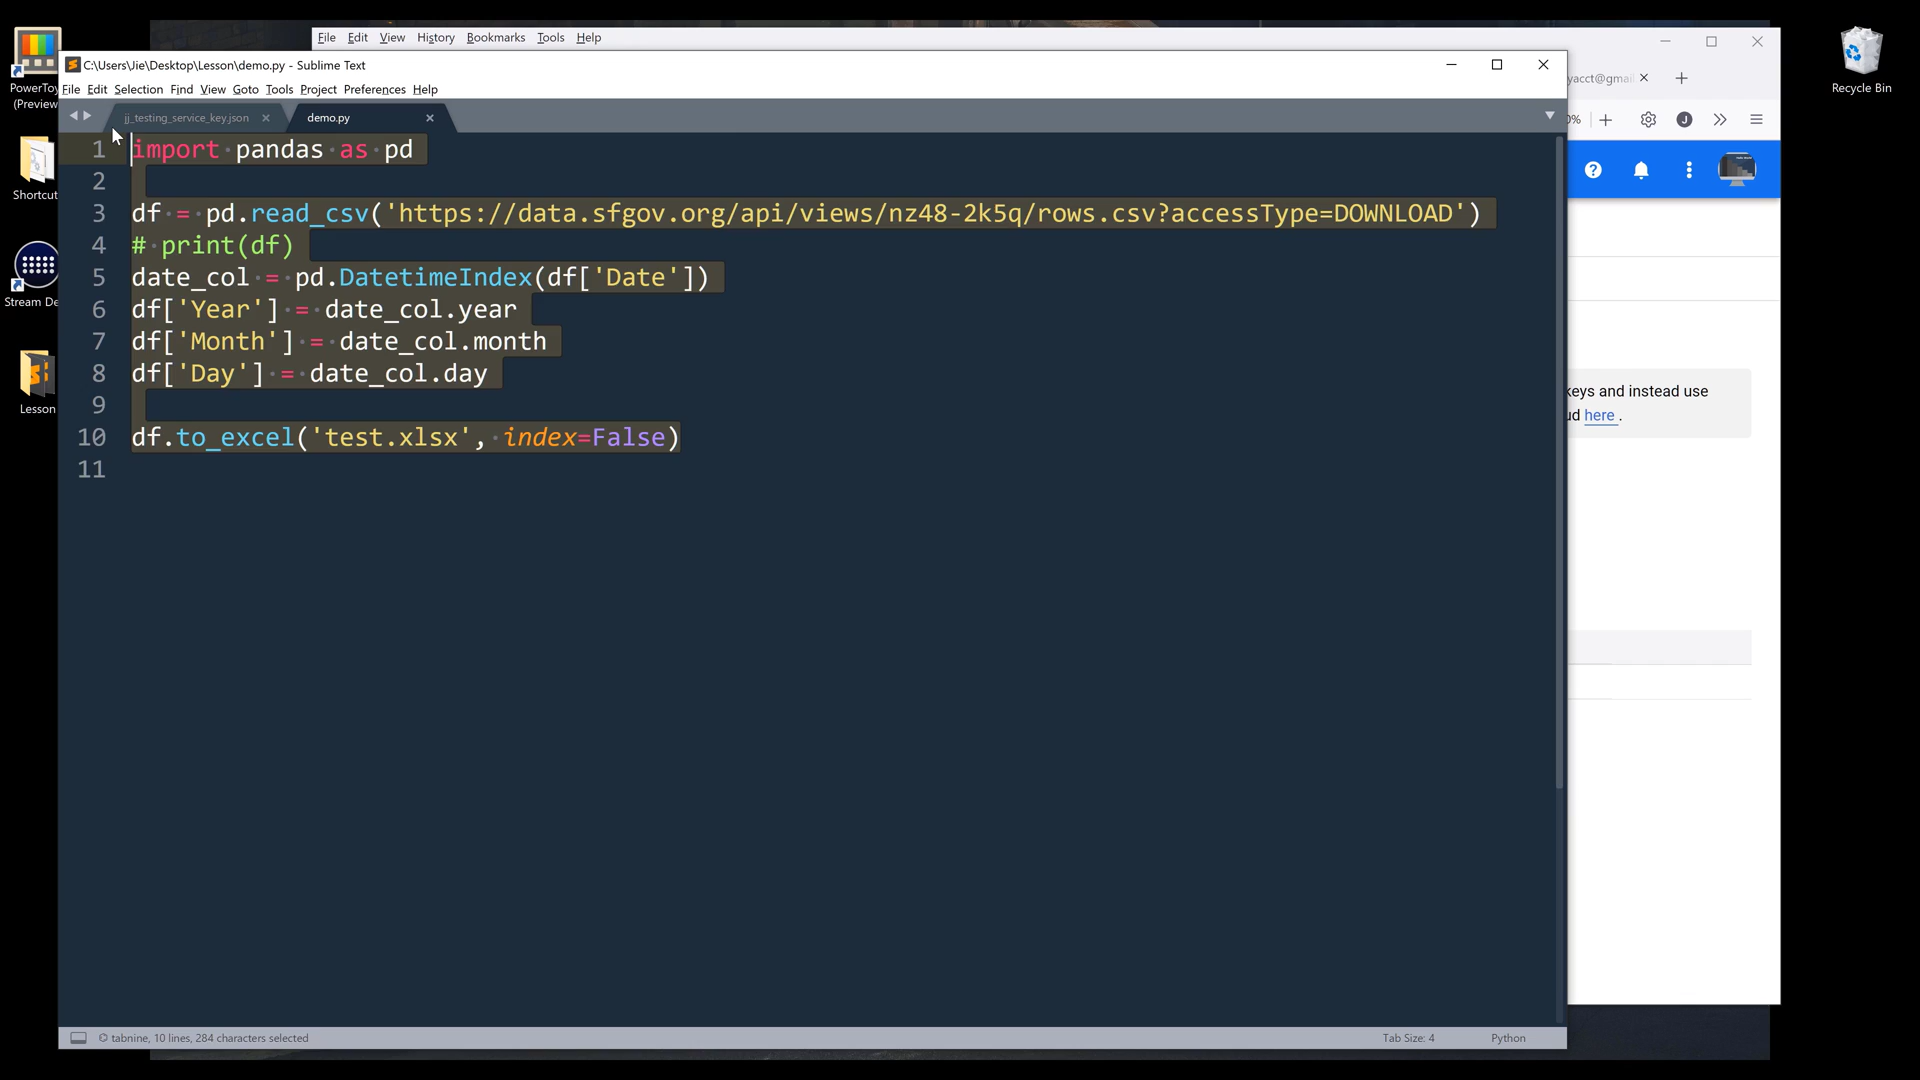 File Edit View History Bookmarks Tools Help
C:\Users\Jie\Desktop\Lesson\demo.py - Sublime Text
File Edit Selection Find View Goto Tools Project Preferences Help
jj_testing_service_key.json
demo.py
1 import pandas as pd
2
3 df = pd.read_csv('https://data.sfgov.org/api/views/nz48-2k5q/rows.csv?accessType=DOWNLOAD')
4 # print(df)
5 date_col = pd.DatetimeIndex(df['Date'])
6 df['Year'] = date_col.year
7 df['Month'] = date_col.month
8 df['Day'] = date_col.day
9
10 df.to_excel('test.xlsx', index=False)
11
tabnine, 10 lines, 284 characters selected
Tab Size: 4
Python
PowerToy
(Preview
Shortcut
Stream De
Lesson
yacct@gmai
0%
J
keys and instead use
ud here .
Recycle Bin